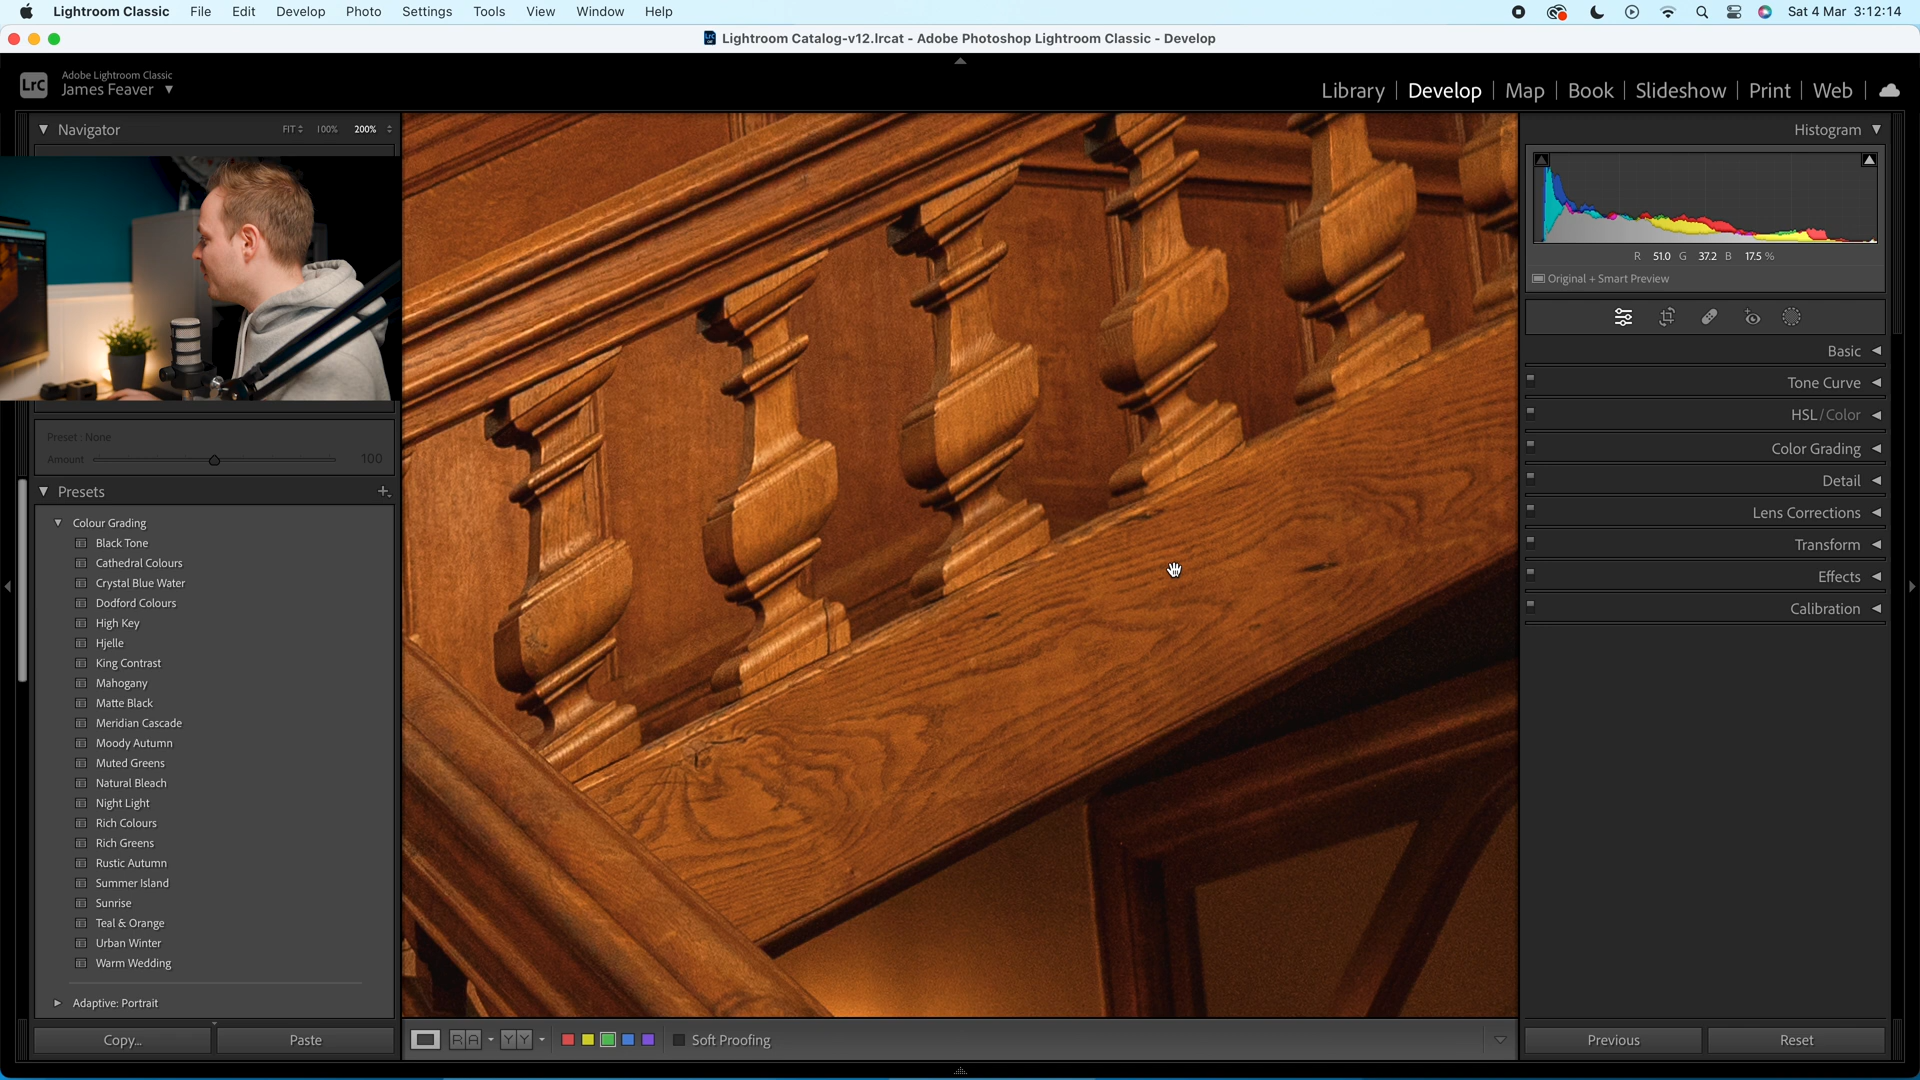 Lightroom Classic File Edit Develop Photo Settings Tools View Window Help Sat 4 Mar 3:12:14
Lightroom Catalog-v12.lrcat - Adobe Photoshop Lightroom Classic - Develop
LrC
Adobe Lightroom Classic
James Feaver
Library | Develop | Map | Book | Slideshow | Print | Web
Navigator FIT 100% 200%
Preset : None
Amount 100
Presets
Colour Grading
Black Tone
Cathedral Colours
Crystal Blue Water
Dodford Colours
High Key
Hjelle
King Contrast
Mahogany
Matte Black
Meridian Cascade
Moody Autumn
Muted Greens
Natural Bleach
Night Light
Rich Colours
Rich Greens
Rustic Autumn
Summer Island
Sunrise
Teal & Orange
Urban Winter
Warm Wedding
Adaptive: Portrait
Copy... Paste
R A Y Y Soft Proofing
Histogram
R 51.0 G 37.2 B 17.5 %
Original + Smart Preview
Basic
Tone Curve
HSL / Color
Color Grading
Detail
Lens Corrections
Transform
Effects
Calibration
Previous Reset